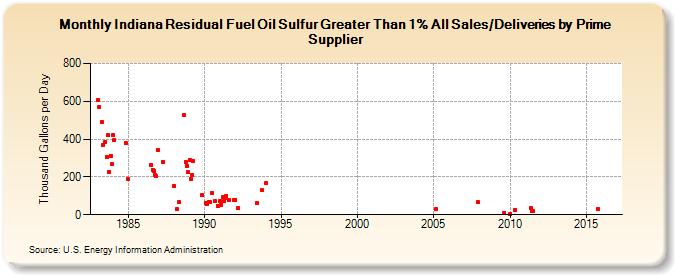 Monthly Indiana Residual Fuel Oil Sulfur Greater Than 1% All Sales/Deliveries by Prime
Supplier
Thousand Gallons per Day
800
600
400
200
0
1985 1990 1995 2000 2005 2010 2015
Source: U.S. Energy Information Administration